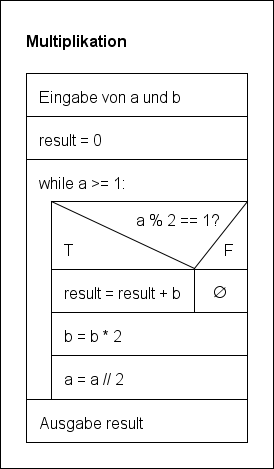 Multiplikation
Eingabe von a und b
result = 0
while a >= 1:
a % 2 == 1?
T F
result = result + b ∅
b = b * 2
a = a // 2
Ausgabe result